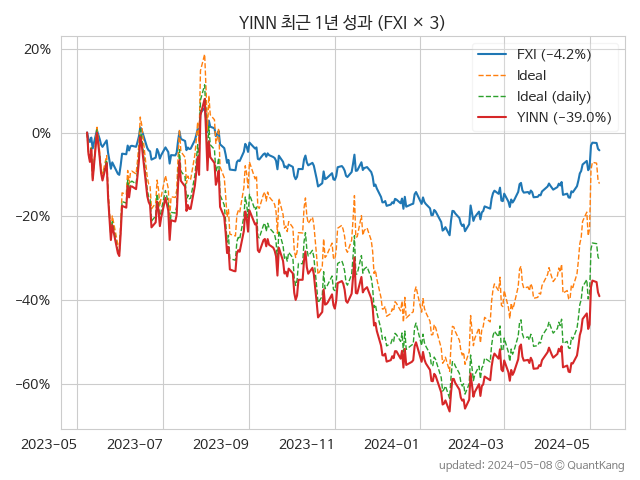 YINN 최근 1년 성과 (FXI × 3)
20%
0%
−20%
−40%
−60%
FXI (−4.2%)
Ideal
Ideal (daily)
YINN (−39.0%)
2023-05
2023-07
2023-09
2023-11
2024-01
2024-03
2024-05
updated: 2024-05-08 © QuantKang